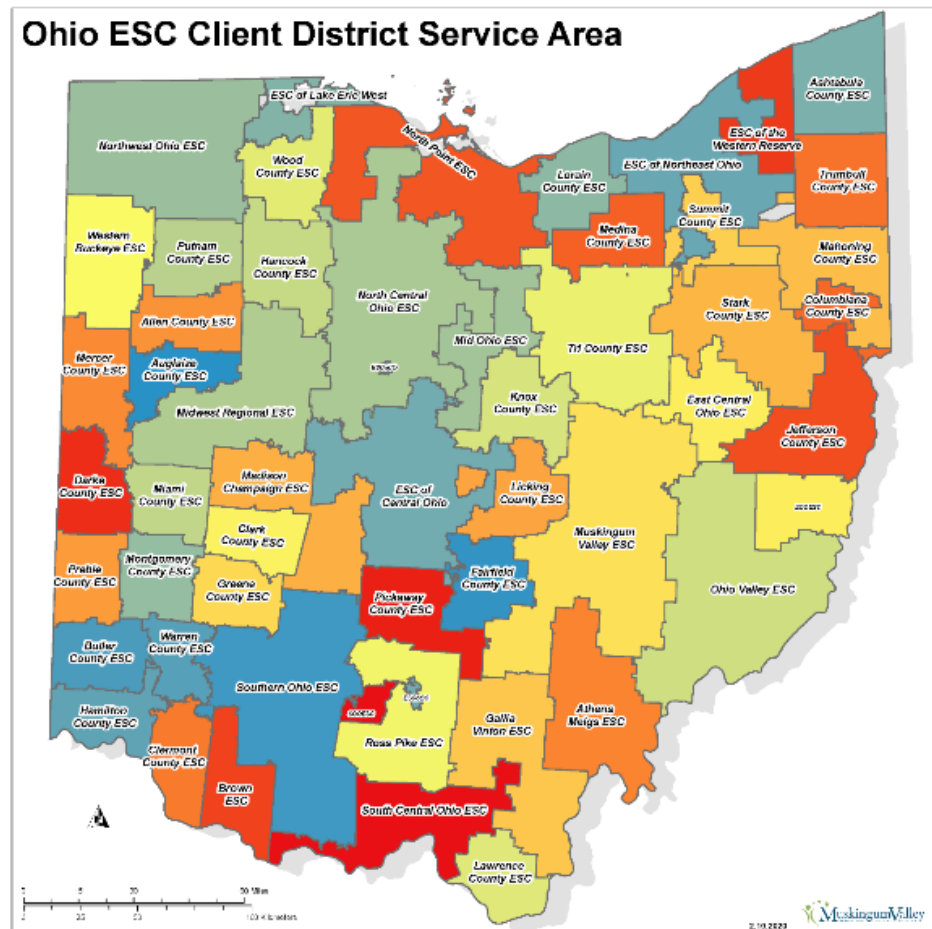 Ohio ESC Client District Service Area
Ashtabula
County ESC
ESC of Lake Erie West
Northwest Ohio ESC
North Point ESC
ESC of the
Western Reserve
Wood
County ESC
ESC of Northeast Ohio
Lorain
County ESC
Trumbull
County ESC
Summit
County ESC
Western
Buckeye ESC
Putnam
County ESC
Medina
County ESC
Mahoning
County ESC
Hancock
County ESC
North Central
Ohio ESC
Stark
County ESC
Columbiana
County ESC
Allen County ESC
Mid Ohio ESC
Tri County ESC
Mercer
County ESC
Auglaize
County ESC
Knox
County ESC
East Central
Ohio ESC
Midwest Regional ESC
Jefferson
County ESC
Darke
County ESC
Miami
County ESC
Madison
Champaign ESC
ESC of
Central Ohio
Licking
County ESC
Clark
County ESC
Muskingum
Valley ESC
Preble
County ESC
Montgomery
County ESC
Greene
County ESC
Fairfield
County ESC
Ohio Valley ESC
Pickaway
County ESC
Butler
County ESC
Warren
County ESC
Southern Ohio ESC
Hamilton
County ESC
Gallia
Vinton ESC
Athens
Meigs ESC
Ross Pike ESC
Clermont
County ESC
Brown
ESC
South Central Ohio ESC
Lawrence
County ESC
Muskingum Valley
2.19.2020